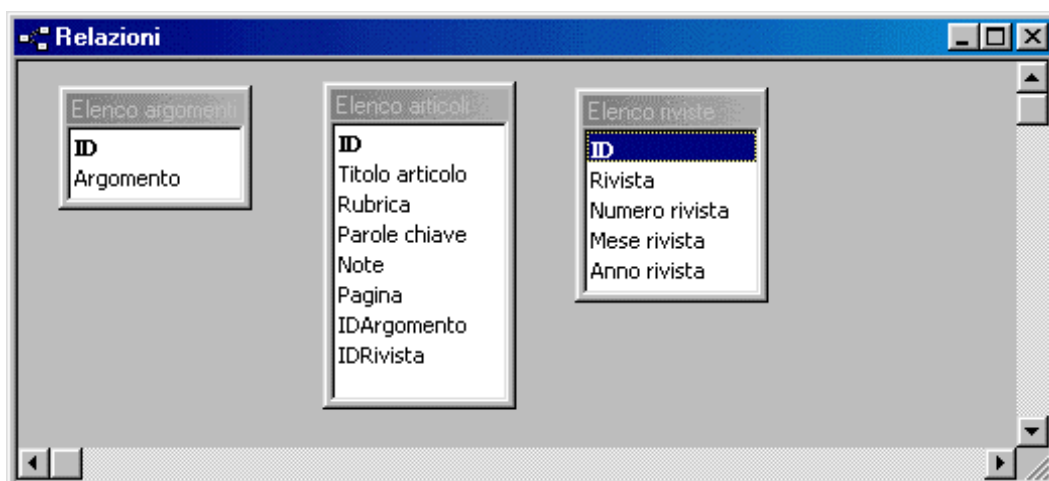 Relazioni
Elenco argomenti
ID
Argomento
Elenco articoli
ID
Titolo articolo
Rubrica
Parole chiave
Note
Pagina
IDArgomento
IDRivista
Elenco riviste
ID
Rivista
Numero rivista
Mese rivista
Anno rivista